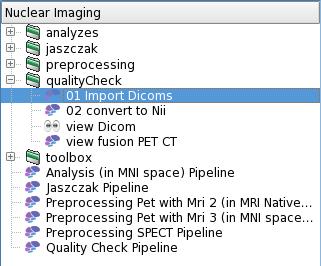 Nuclear Imaging
analyzes
jaszczak
preprocessing
qualityCheck
01 Import Dicoms
02 convert to Nii
view Dicom
view fusion PET CT
toolbox
Analysis (in MNI space) Pipeline
Jaszczak Pipeline
Preprocessing Pet with Mri 2 (in MRI Native...
Preprocessing Pet with Mri 3 (in MNI space...
Preprocessing SPECT Pipeline
Quality Check Pipeline